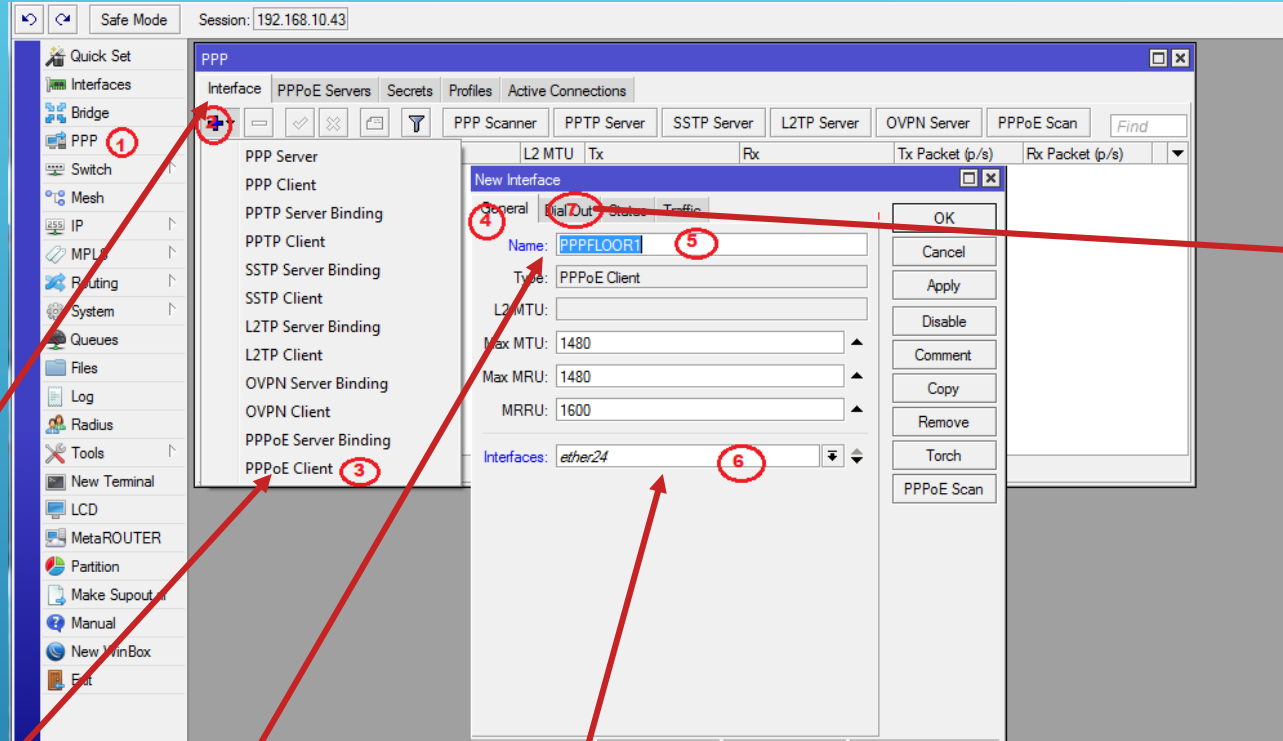 Safe Mode Session: 192.168.10.43
Quick Set
Interfaces
Bridge
PPP 1
Switch
Mesh
IP
MPLS
Routing
System
Queues
Files
Log
Radius
Tools
New Terminal
LCD
MetaROUTER
Partition
Make Supout.rif
Manual
New WinBox
Exit
PPP
Interface PPPoE Servers Secrets Profiles Active Connections
2 PPP Scanner PPTP Server SSTP Server L2TP Server OVPN Server PPPoE Scan Find
L2 MTU Tx Rx Tx Packet (p/s) Rx Packet (p/s)
PPP Server
PPP Client
PPTP Server Binding
PPTP Client
SSTP Server Binding
SSTP Client
L2TP Server Binding
L2TP Client
OVPN Server Binding
OVPN Client
PPPoE Server Binding
PPPoE Client 3
New Interface
General Dial Out Status Traffic
4 7
Name: PPPFLOOR1 5
Type: PPPoE Client
L2 MTU:
Max MTU: 1480
Max MRU: 1480
MRRU: 1600
Interfaces: ether24 6
OK
Cancel
Apply
Disable
Comment
Copy
Remove
Torch
PPPoE Scan